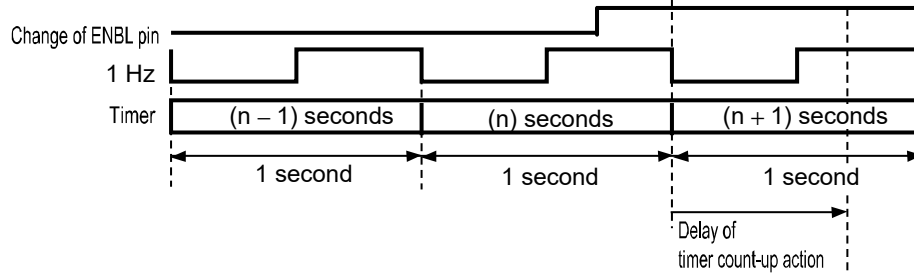 Change of ENBL pin
1 Hz
Timer
(n − 1) seconds
(n) seconds
(n + 1) seconds
1 second
1 second
1 second
Delay of
timer count-up action